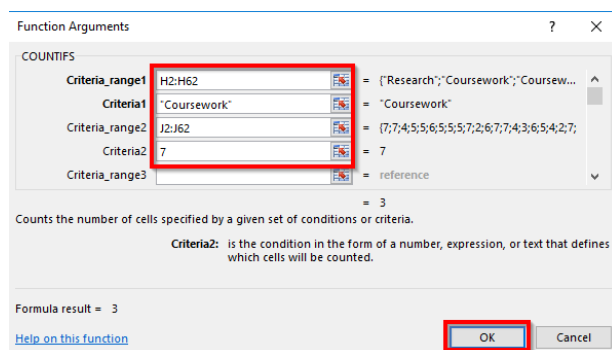 Function Arguments ? ×
COUNTIFS
Criteria_range1 H2:H62 = {"Research";"Coursework";"Coursew...
Criteria1 "Coursework" = "Coursework"
Criteria_range2 J2:J62 = {7;7;4;5;5;6;5;5;5;7;2;6;7;7;4;3;6;5;4;2;7;
Criteria2 7 = 7
Criteria_range3 = reference
= 3
Counts the number of cells specified by a given set of conditions or criteria.
Criteria2: is the condition in the form of a number, expression, or text that defines
which cells will be counted.
Formula result = 3
Help on this function OK Cancel